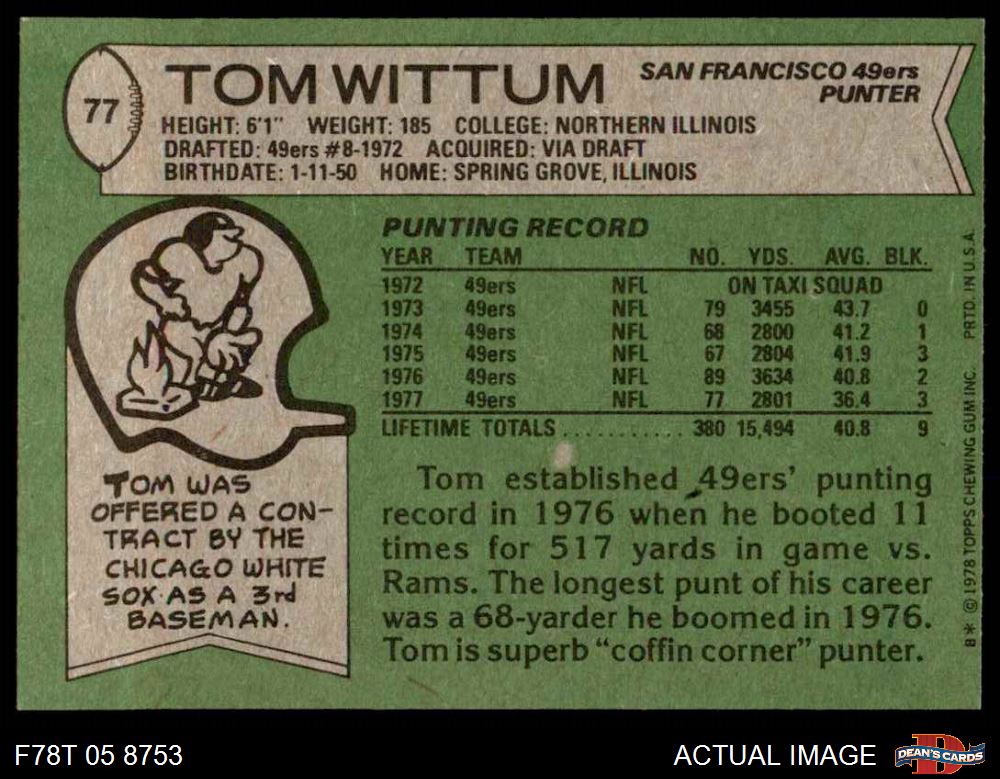 77
TOM WITTUM
SAN FRANCISCO 49ers
PUNTER
HEIGHT: 6'1" WEIGHT: 185 COLLEGE: NORTHERN ILLINOIS
DRAFTED: 49ers #8-1972 ACQUIRED: VIA DRAFT
BIRTHDATE: 1-11-50 HOME: SPRING GROVE, ILLINOIS
PUNTING RECORD
YEAR TEAM NO. YDS. AVG. BLK.
1972 49ers NFL ON TAXI SQUAD
1973 49ers NFL 79 3455 43.7 0
1974 49ers NFL 68 2800 41.2 1
1975 49ers NFL 67 2804 41.9 3
1976 49ers NFL 89 3634 40.8 2
1977 49ers NFL 77 2801 36.4 3
LIFETIME TOTALS ........... 380 15,494 40.8 9
TOM WAS
OFFERED A CON-
TRACT BY THE
CHICAGO WHITE
SOX AS A 3rd
BASEMAN.
Tom established 49ers' punting
record in 1976 when he booted 11
times for 517 yards in game vs.
Rams. The longest punt of his career
was a 68-yarder he boomed in 1976.
Tom is superb "coffin corner" punter.
B* © 1978 TOPPS CHEWING GUM INC. PRTD. IN U.S.A.
F78T 05 8753
ACTUAL IMAGE
D
DEAN'S CARDS